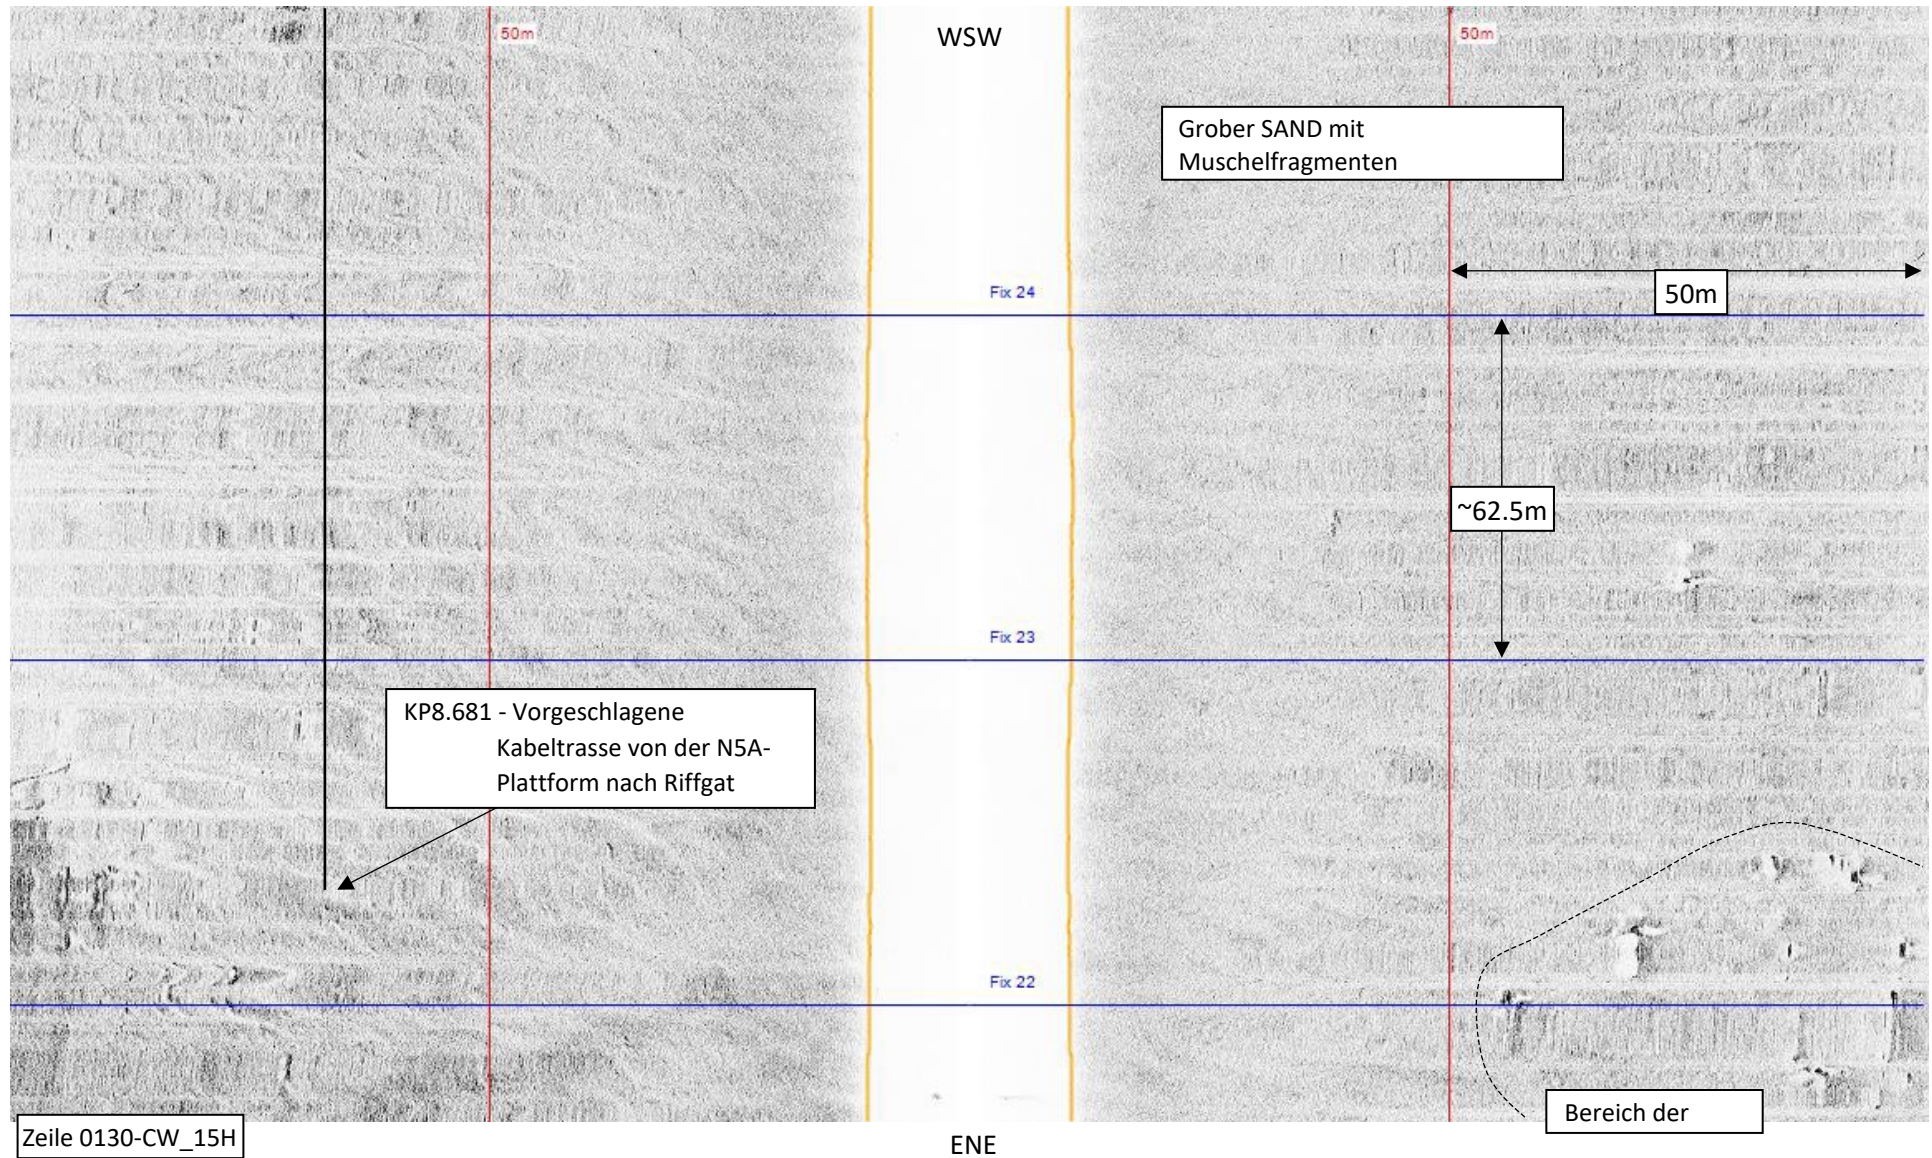 50m
WSW
50m
Grober SAND mit
Muschelfragmenten
Fix 24
50m
~62.5m
Fix 23
KP8.681 - Vorgeschlagene
Kabeltrasse von der N5A-
Plattform nach Riffgat
Fix 22
Bereich der
Zeile 0130-CW_15H
ENE